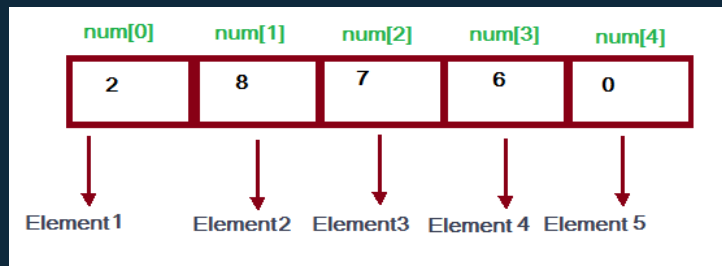 num[0] num[1] num[2] num[3] num[4]
2 8 7 6 0
Element1 Element2 Element3 Element 4 Element 5